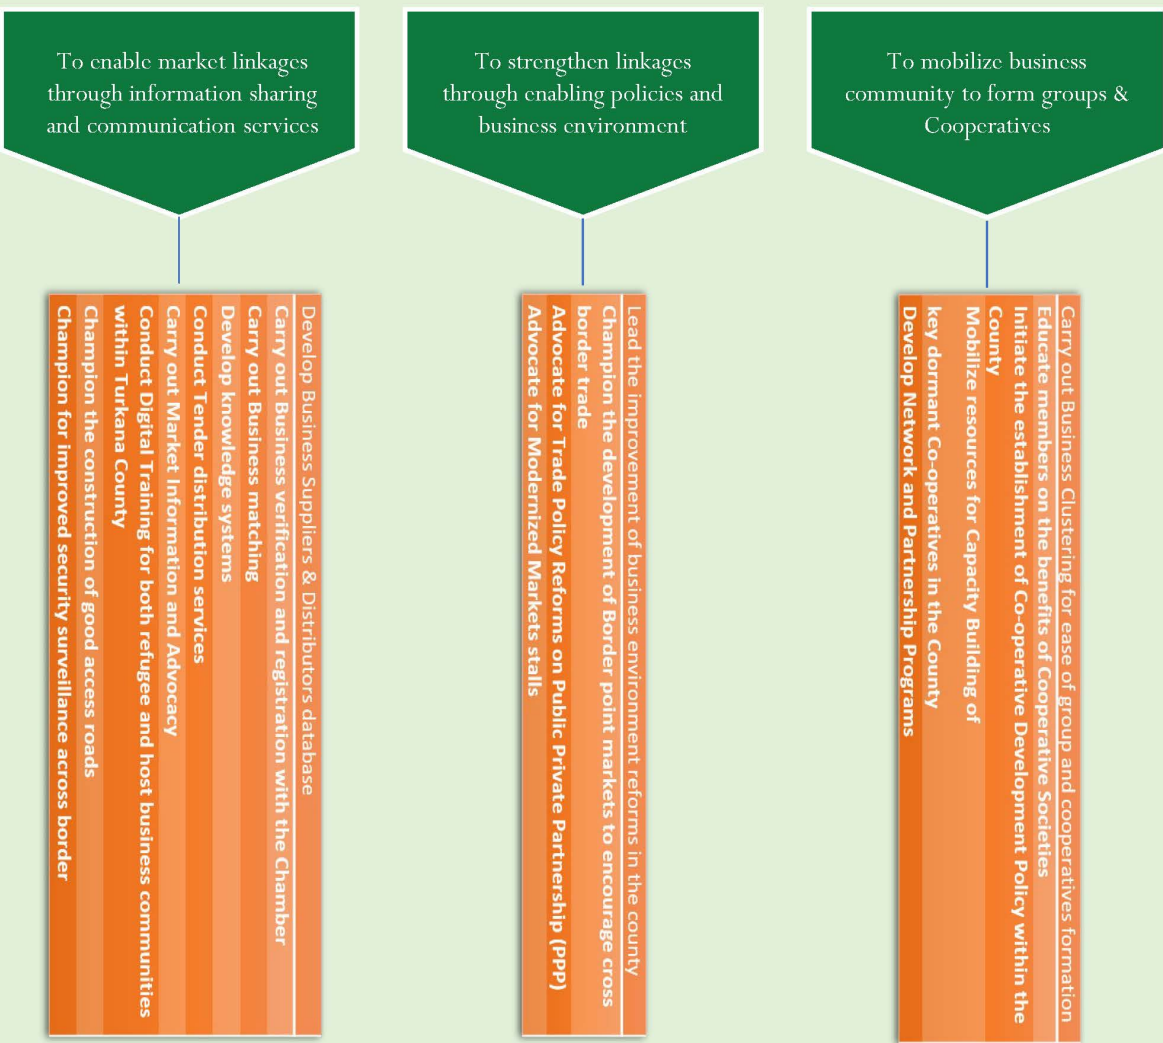 To enable market linkages
through information sharing
and communication services
Develop Business Suppliers & Distributors database
Carry out Business verification and registration with the Chamber
Carry out Business matching
Develop knowledge systems
Conduct Tender distribution services
Carry out Market Information and Advocacy
Conduct Digital Training for both refugee and host business communities
within Turkana County
Champion the construction of good access roads
Champion for improved security surveillance across border
To strengthen linkages
through enabling policies and
business environment
Lead the improvement of business environment reforms in the county
Champion the development of Border point markets to encourage cross
border trade
Advocate for Trade Policy Reforms on Public Private Partnership (PPP)
Advocate for Modernized Markets stalls
To mobilize business
community to form groups &
Cooperatives
Carry out Business Clustering for ease of group and cooperatives formation
Educate members on the benefits of Cooperative Societies
Initiate the establishment of Co-operative Development Policy within the
County
Mobilize resources for Capacity Building of
key dormant Co-operatives in the County
Develop Network and Partnership Programs